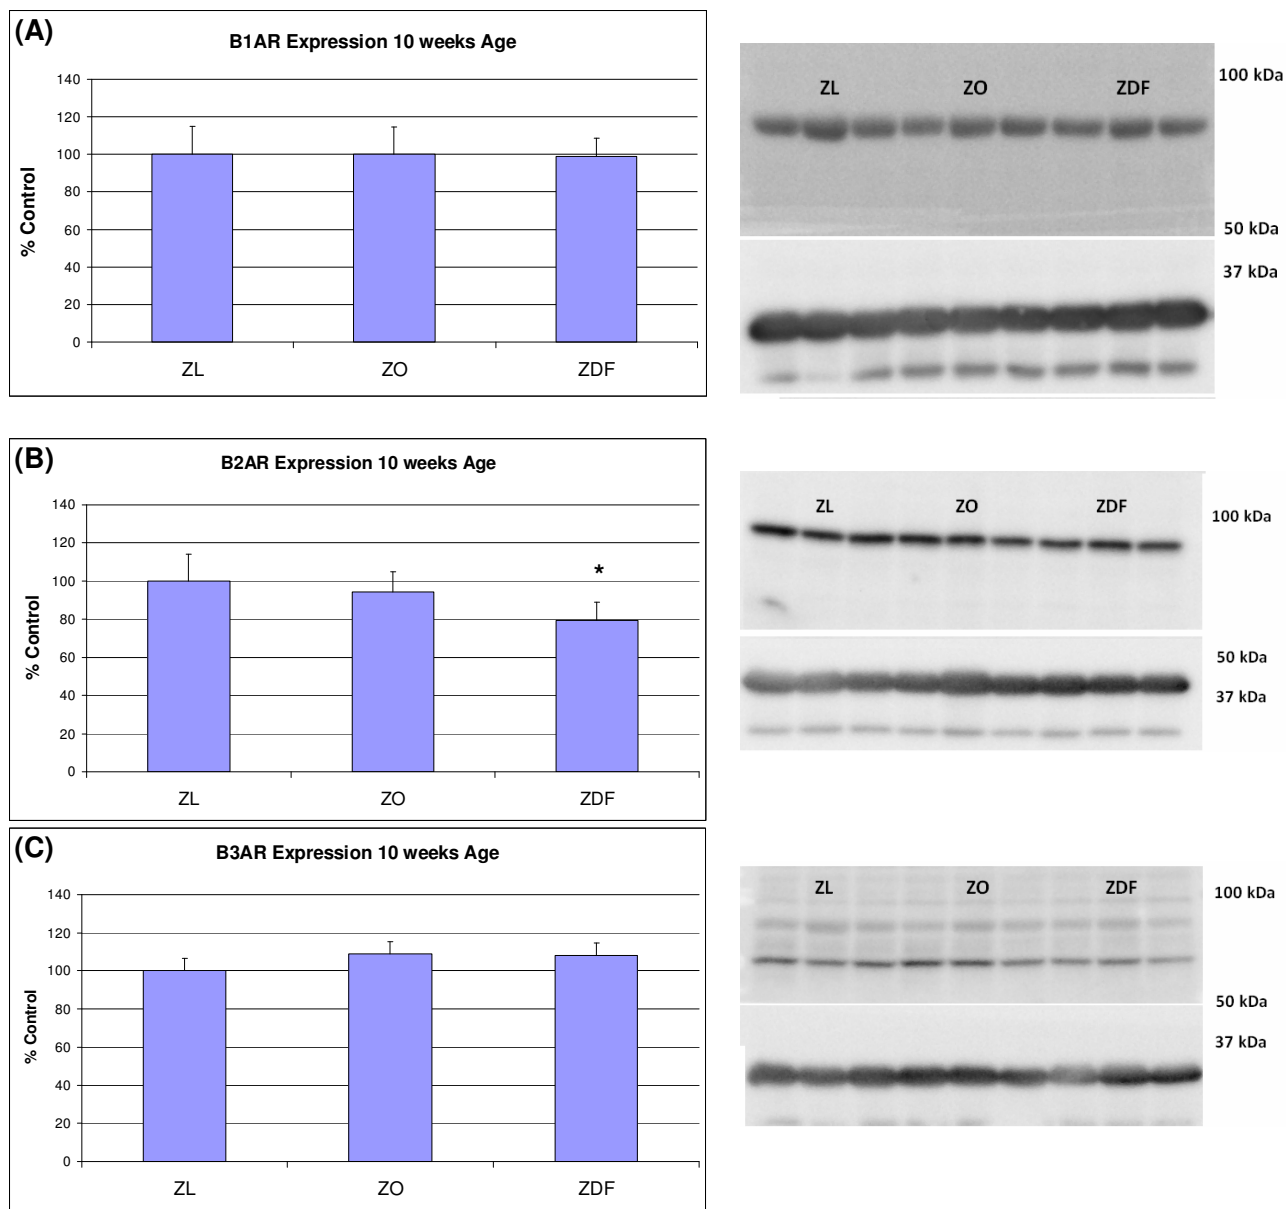 (A)
B1AR Expression 10 weeks Age
% Control
140
120
100
80
60
40
20
0
ZL ZO ZDF
ZL ZO ZDF
100 kDa
50 kDa
37 kDa
(B)
B2AR Expression 10 weeks Age
% Control
140
120
100
80
60
40
20
0
*
ZL ZO ZDF
ZL ZO ZDF
100 kDa
50 kDa
37 kDa
(C)
B3AR Expression 10 weeks Age
% Control
140
120
100
80
60
40
20
0
ZL ZO ZDF
ZL ZO ZDF
100 kDa
50 kDa
37 kDa